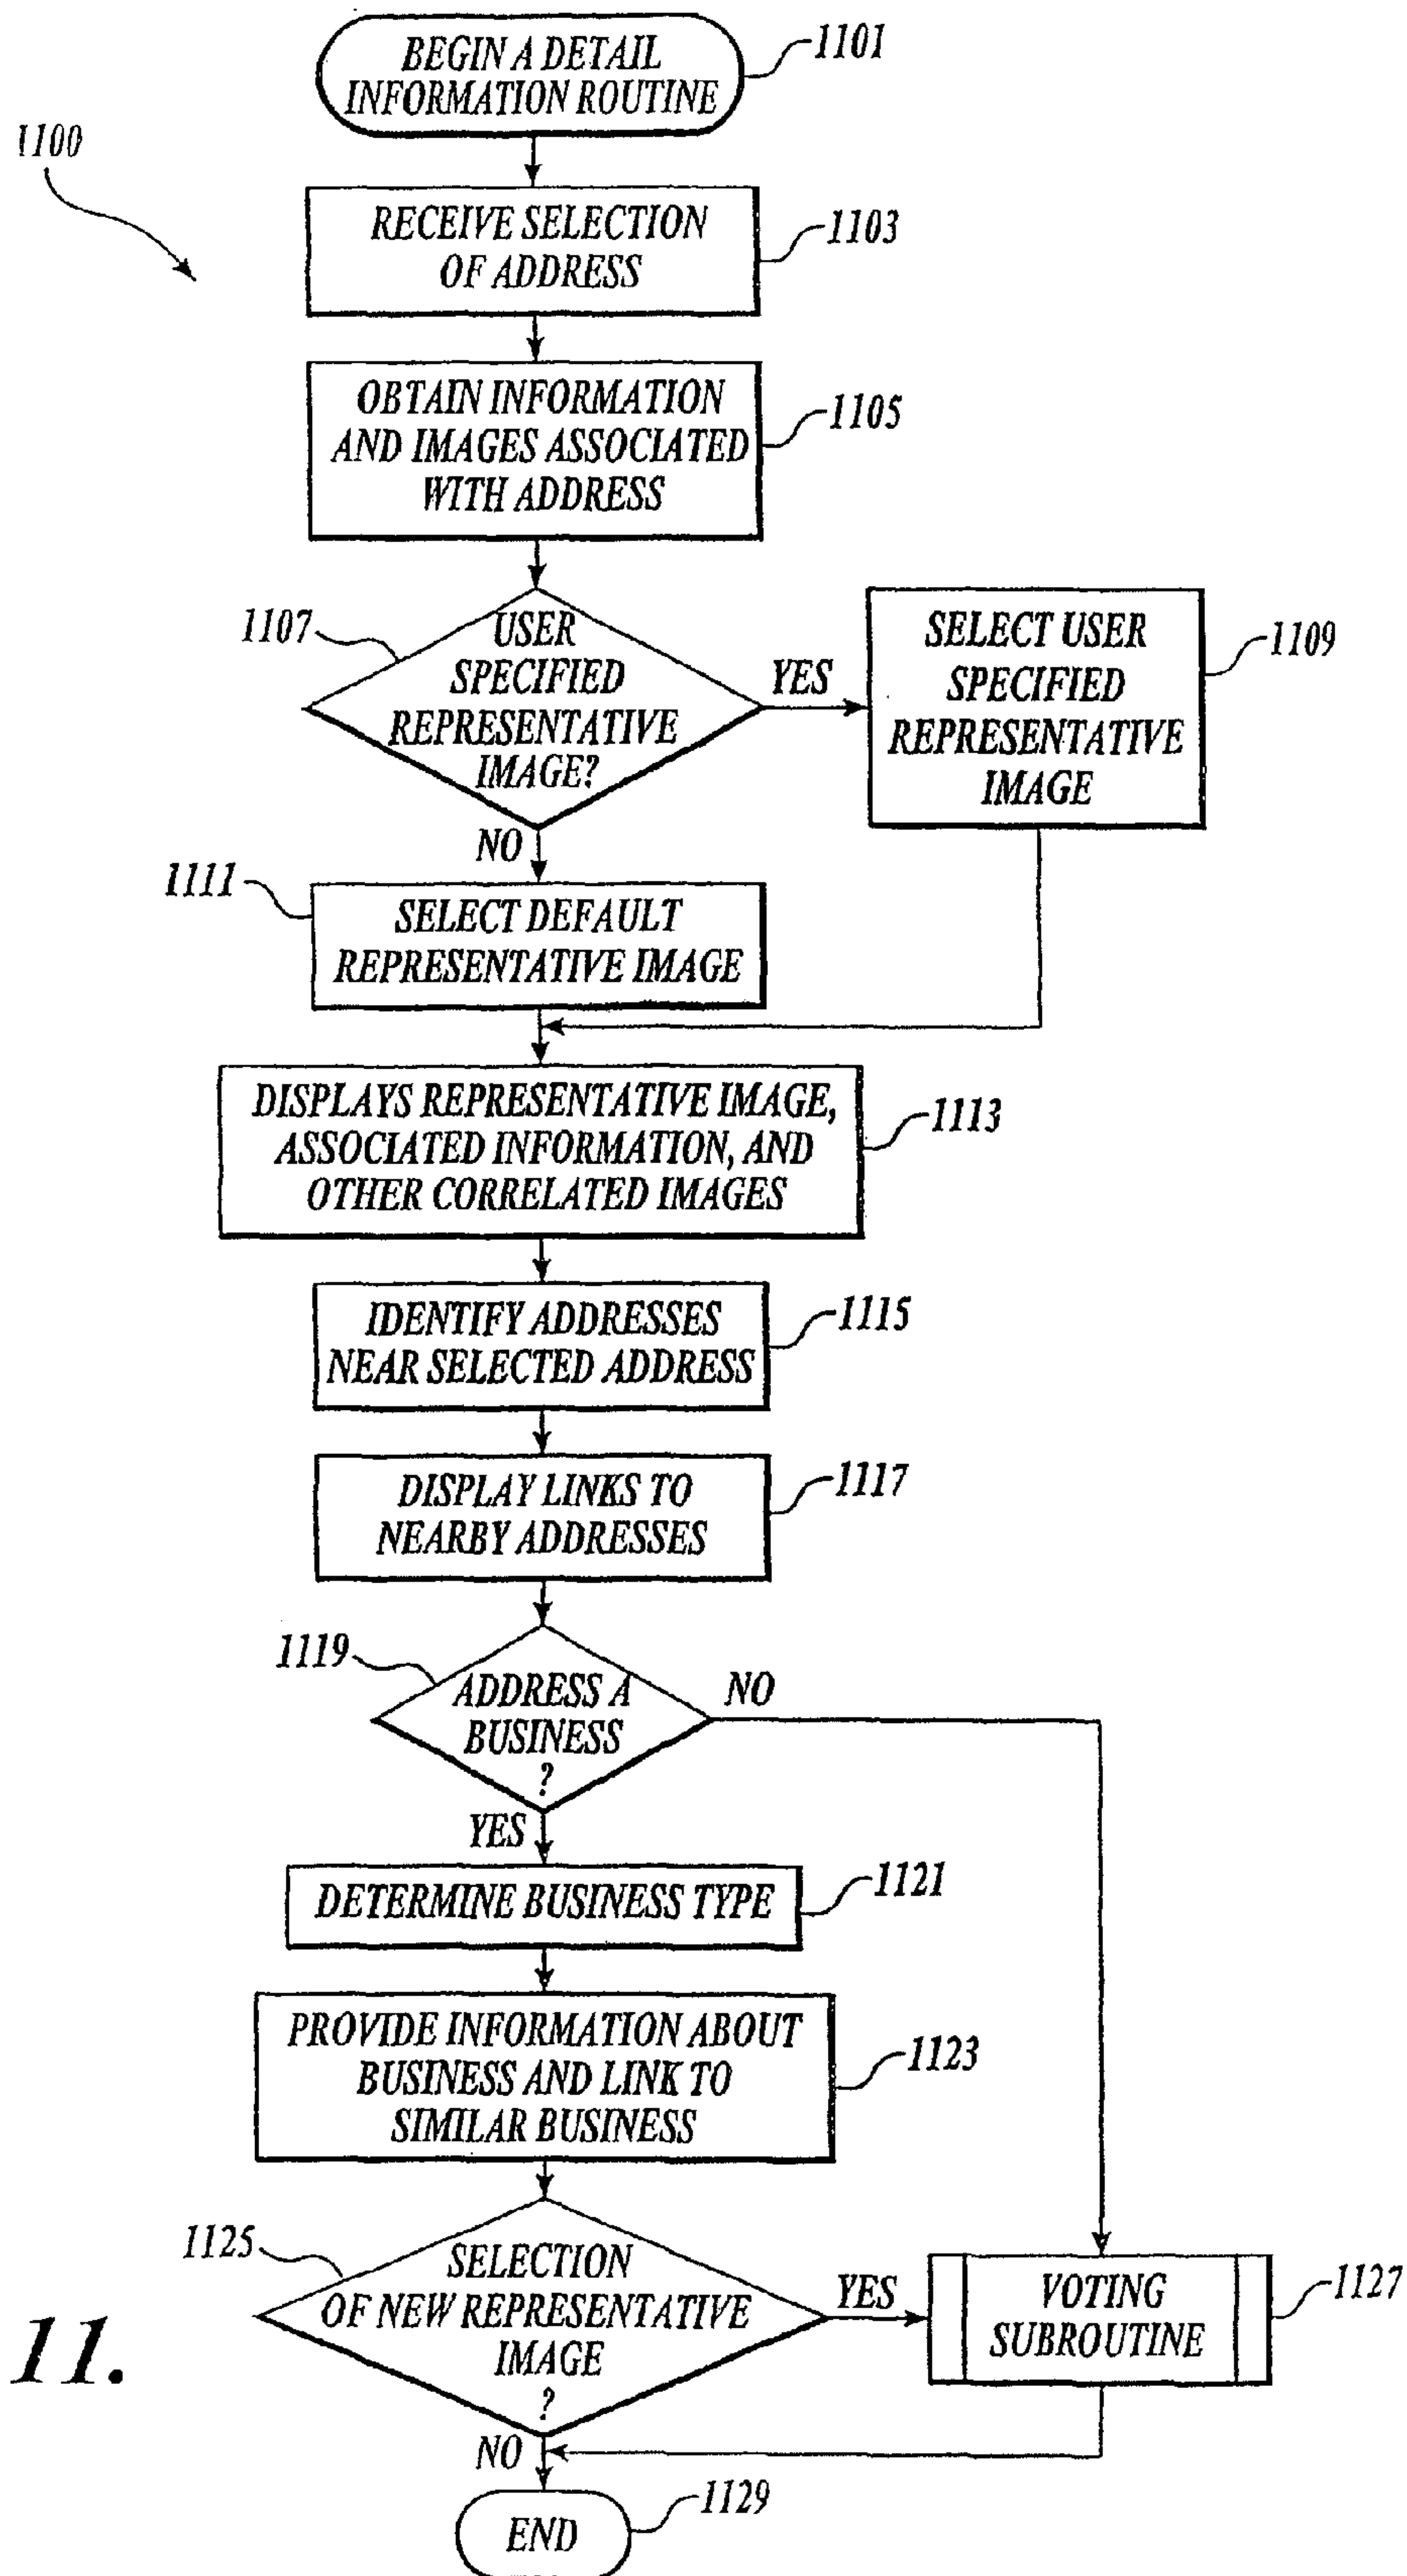 BEGIN A DETAIL
INFORMATION ROUTINE
1101
1100
RECEIVE SELECTION
OF ADDRESS
1103
OBTAIN INFORMATION
AND IMAGES ASSOCIATED
WITH ADDRESS
1105
1107
USER
SPECIFIED
REPRESENTATIVE
IMAGE?
YES
SELECT USER
SPECIFIED
REPRESENTATIVE
IMAGE
1109
NO
1111
SELECT DEFAULT
REPRESENTATIVE IMAGE
DISPLAYS REPRESENTATIVE IMAGE,
ASSOCIATED INFORMATION, AND
OTHER CORRELATED IMAGES
1113
IDENTIFY ADDRESSES
NEAR SELECTED ADDRESS
1115
DISPLAY LINKS TO
NEARBY ADDRESSES
1117
1119
ADDRESS A
BUSINESS
?
NO
YES
DETERMINE BUSINESS TYPE
1121
PROVIDE INFORMATION ABOUT
BUSINESS AND LINK TO
SIMILAR BUSINESS
1123
1125
SELECTION
OF NEW REPRESENTATIVE
IMAGE
?
YES
VOTING
SUBROUTINE
1127
11.
NO
END
1129